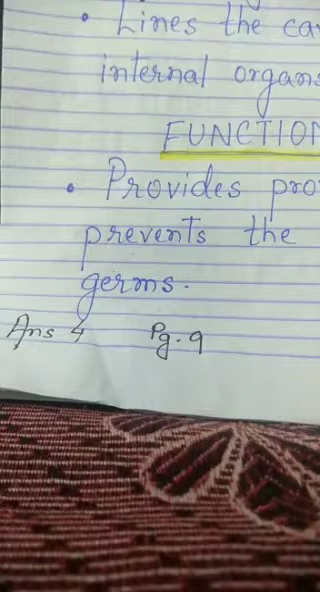 • Lines the
internal
FUNCTION
• Provides
prevents the
germs.
Ans 4 Pg. 9